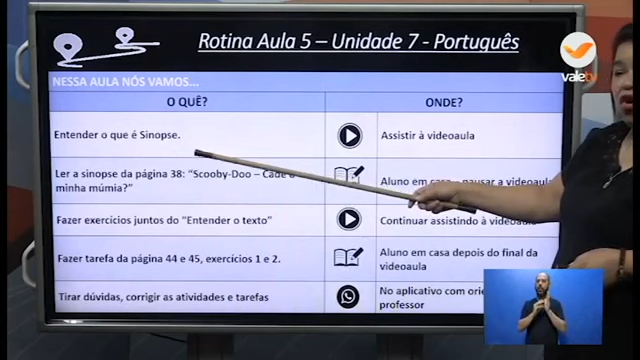 Rotina Aula 5 – Unidade 7 - Português
NESSA AULA NÓS VAMOS...
O QUÊ?
ONDE?
Entender o que é Sinopse.
Assistir à videoaula
Ler a sinopse da página 38: "Scooby-Doo – Cadê a
minha múmia?"
Aluno em casa – pausar a videoaula
Fazer exercícios juntos do "Entender o texto"
Continuar assistindo à videoaula
Fazer tarefa da página 44 e 45, exercícios 1 e 2.
Aluno em casa depois do final da
videoaula
Tirar dúvidas, corrigir as atividades e tarefas
No aplicativo com
professor
valetv